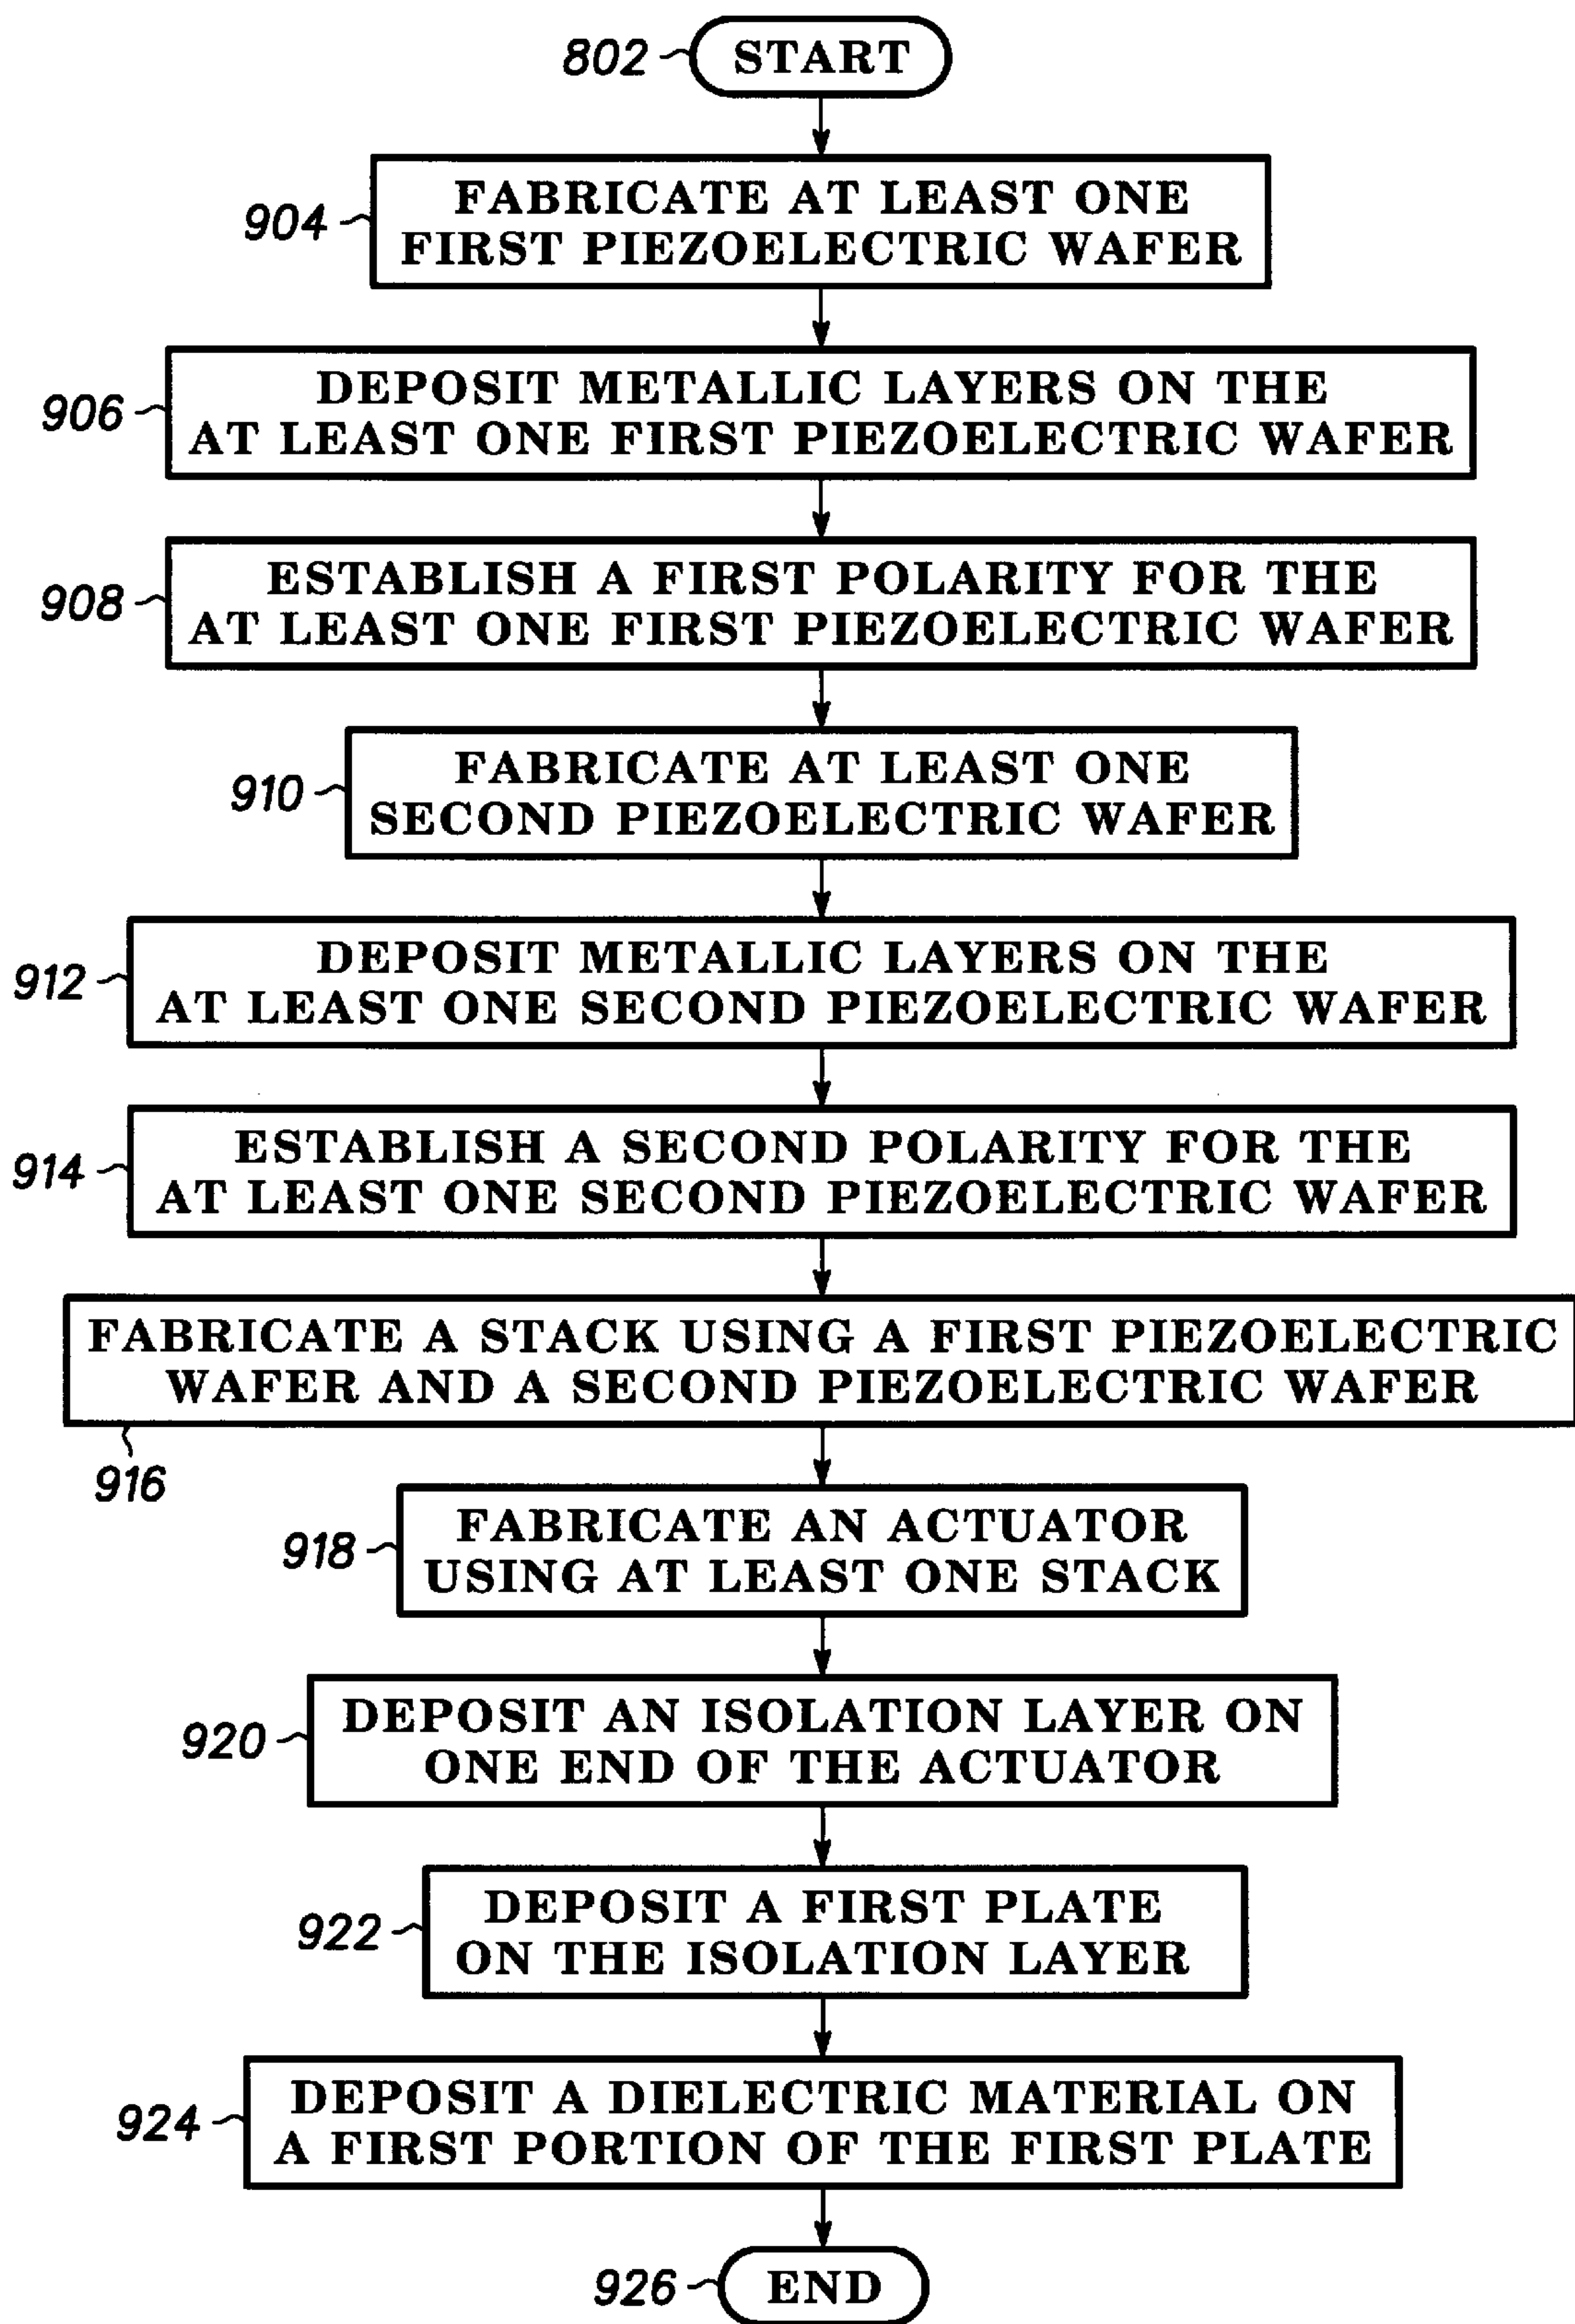 802 START
904 FABRICATE AT LEAST ONE
FIRST PIEZOELECTRIC WAFER
906 DEPOSIT METALLIC LAYERS ON THE
AT LEAST ONE FIRST PIEZOELECTRIC WAFER
908 ESTABLISH A FIRST POLARITY FOR THE
AT LEAST ONE FIRST PIEZOELECTRIC WAFER
910 FABRICATE AT LEAST ONE
SECOND PIEZOELECTRIC WAFER
912 DEPOSIT METALLIC LAYERS ON THE
AT LEAST ONE SECOND PIEZOELECTRIC WAFER
914 ESTABLISH A SECOND POLARITY FOR THE
AT LEAST ONE SECOND PIEZOELECTRIC WAFER
FABRICATE A STACK USING A FIRST PIEZOELECTRIC
WAFER AND A SECOND PIEZOELECTRIC WAFER
916
918 FABRICATE AN ACTUATOR
USING AT LEAST ONE STACK
920 DEPOSIT AN ISOLATION LAYER ON
ONE END OF THE ACTUATOR
922 DEPOSIT A FIRST PLATE
ON THE ISOLATION LAYER
924 DEPOSIT A DIELECTRIC MATERIAL ON
A FIRST PORTION OF THE FIRST PLATE
926 END